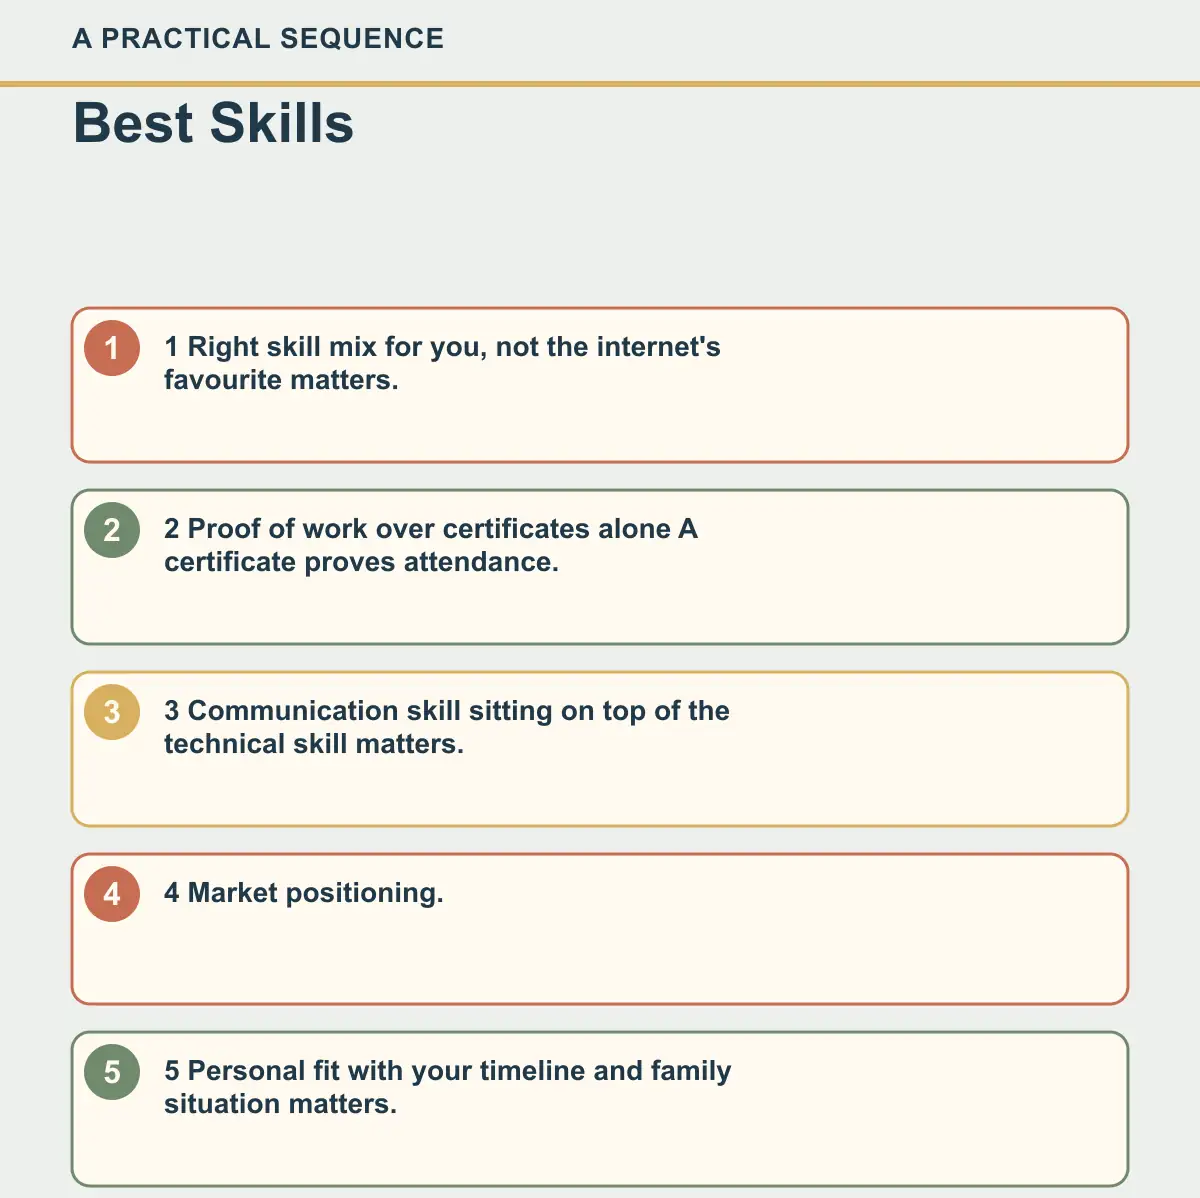 A PRACTICAL SEQUENCE
Best Skills
1
1 Right skill mix for you, not the internet's
favourite matters.
2
2 Proof of work over certificates alone A
certificate proves attendance.
3
3 Communication skill sitting on top of the
technical skill matters.
4
4 Market positioning.
5
5 Personal fit with your timeline and family
situation matters.